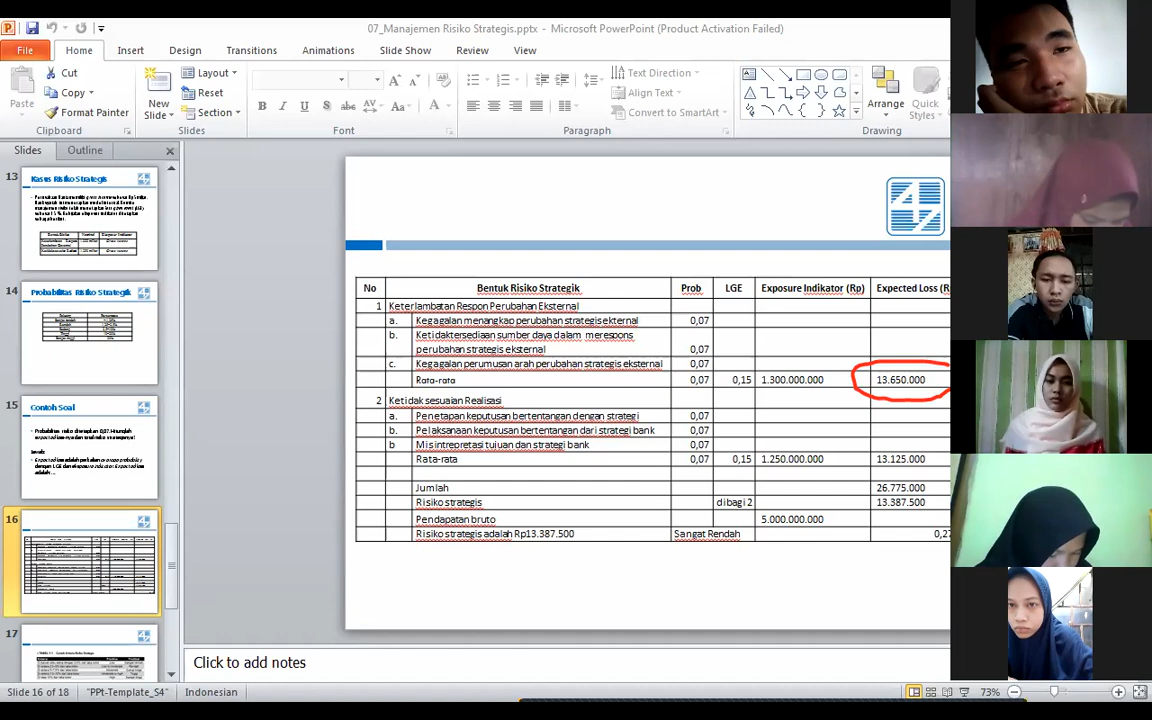 07_Manajemen Risiko Strategis.pptx - Microsoft PowerPoint (Product Activation Failed)
File Home Insert Design Transitions Animations Slide Show Review View
Paste
Cut
Copy
Format Painter
Clipboard
New
Slide
Layout
Reset
Section
Slides
B I U S abc AV Aa A
Font
Text Direction
Align Text
Convert to SmartArt
Paragraph
Arrange
Quick
Styles
Drawing
Slides Outline
13
Kasus Risiko Strategis
14
Probabilitas Risiko Strategik
15
Contoh Soal
16
17
No Bentuk Risiko Strategik Prob LGE Exposure Indikator (Rp) Expected Loss (R
1 Keterlambatan Respon Perubahan Eksternal
a. Kegagalan menangkap perubahan strategis ekternal 0,07
b. Ketidaktersediaan sumber daya dalam merespons
perubahan strategis eksternal 0,07
c. Kegagalan perumusan arah perubahan strategis eksternal 0,07
Rata-rata 0,07 0,15 1.300.000.000 13.650.000
2 Ketidak sesuaian Realisasi
a. Penetapan keputusan bertentangan dengan strategi 0,07
b. Pelaksanaan keputusan bertentangan dari strategi bank 0,07
b Misintrepretasi tujuan dan strategi bank 0,07
Rata-rata 0,07 0,15 1.250.000.000 13.125.000
Jumlah 26.775.000
Risiko strategis dibagi 2 13.387.500
Pendapatan bruto 5.000.000.000
Risiko strategis adalah Rp13.387.500 Sangat Rendah 0,27
Click to add notes
Slide 16 of 18 "PPt-Template_S4" Indonesian 73%